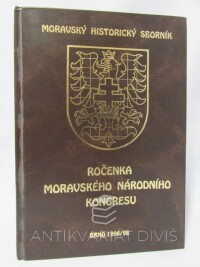 MORAVSKÝ HISTORICKÝ SBORNÍK
ROČENKA
MORAVSKÉHO NÁRODNÍHO
KONGRESU
BRNO 1996/98
ANTIKVARIÁT DIVIŠ